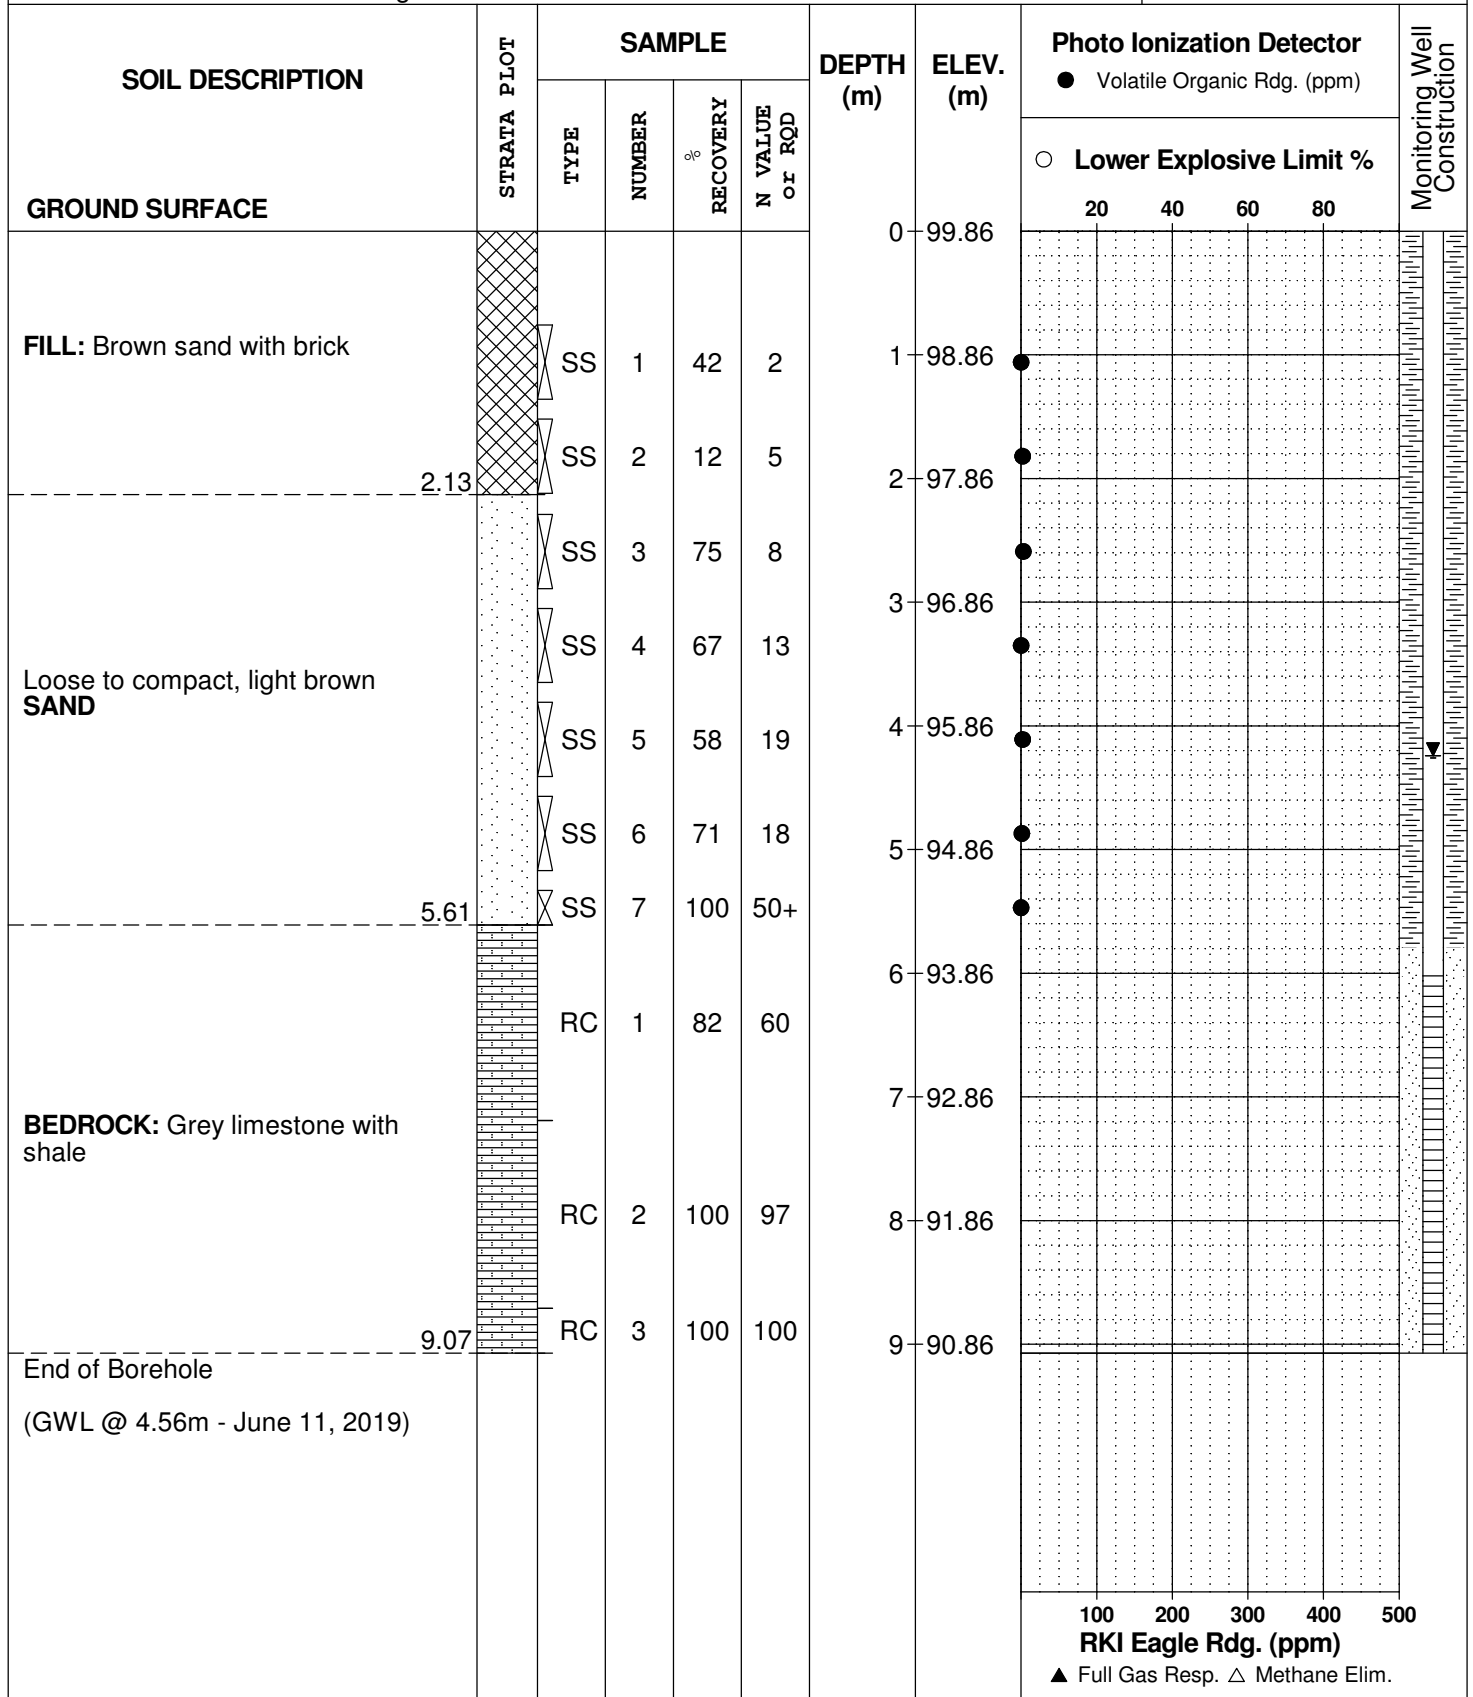 SOIL DESCRIPTION
GROUND SURFACE
STRATA PLOT
SAMPLE
TYPE
NUMBER
%
RECOVERY
N VALUE
or RQD
DEPTH
(m)
ELEV.
(m)
Photo Ionization Detector
● Volatile Organic Rdg. (ppm)
○ Lower Explosive Limit %
20 40 60 80
Monitoring Well
Construction
0 99.86
FILL: Brown sand with brick
SS 1 42 2
1 98.86
SS 2 12 5
2.13
2 97.86
SS 3 75 8
3 96.86
SS 4 67 13
Loose to compact, light brown
SAND
4 95.86
SS 5 58 19
SS 6 71 18
5 94.86
5.61
SS 7 100 50+
6 93.86
RC 1 82 60
7 92.86
BEDROCK: Grey limestone with
shale
RC 2 100 97
8 91.86
9.07
RC 3 100 100
9 90.86
End of Borehole
(GWL @ 4.56m - June 11, 2019)
100 200 300 400 500
RKI Eagle Rdg. (ppm)
▲ Full Gas Resp. △ Methane Elim.